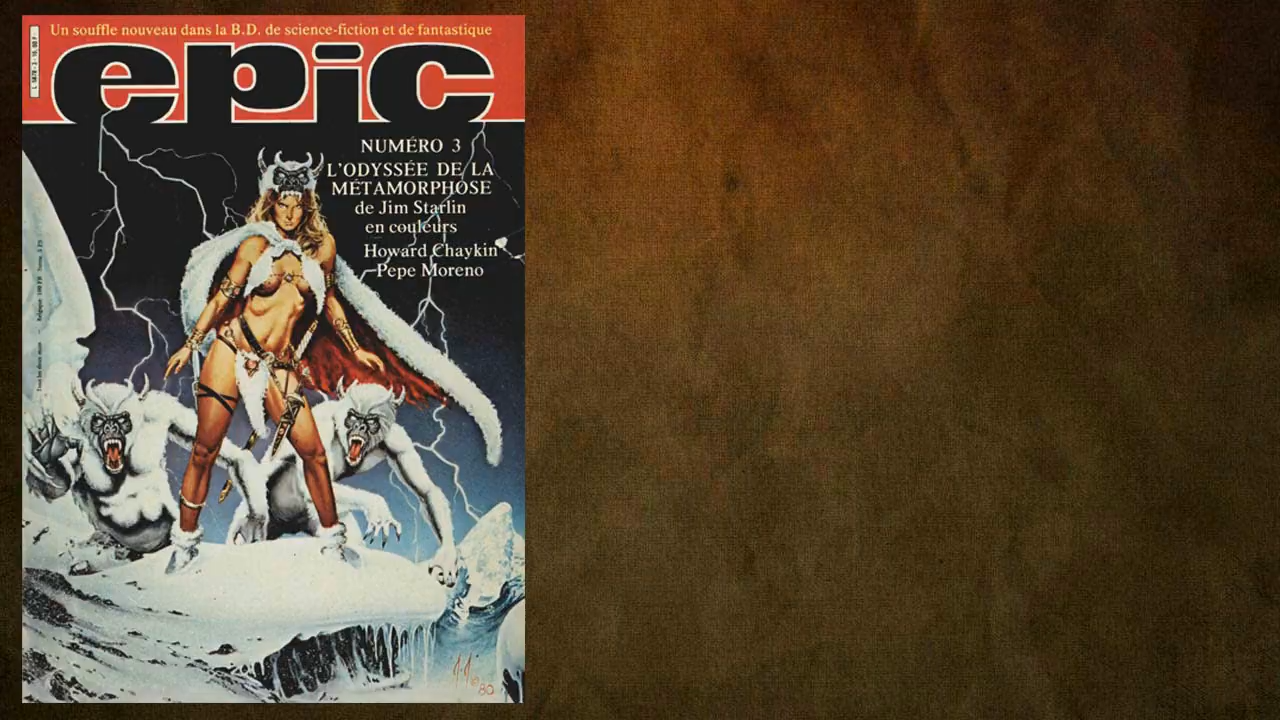 Un souffle nouveau dans la B.D. de science-fiction et de fantastique
epic
NUMÉRO 3
L'ODYSSÉE DE LA
MÉTAMORPHOSE
de Jim Starlin
en couleurs
Howard Chaykin
Pepe Moreno
80